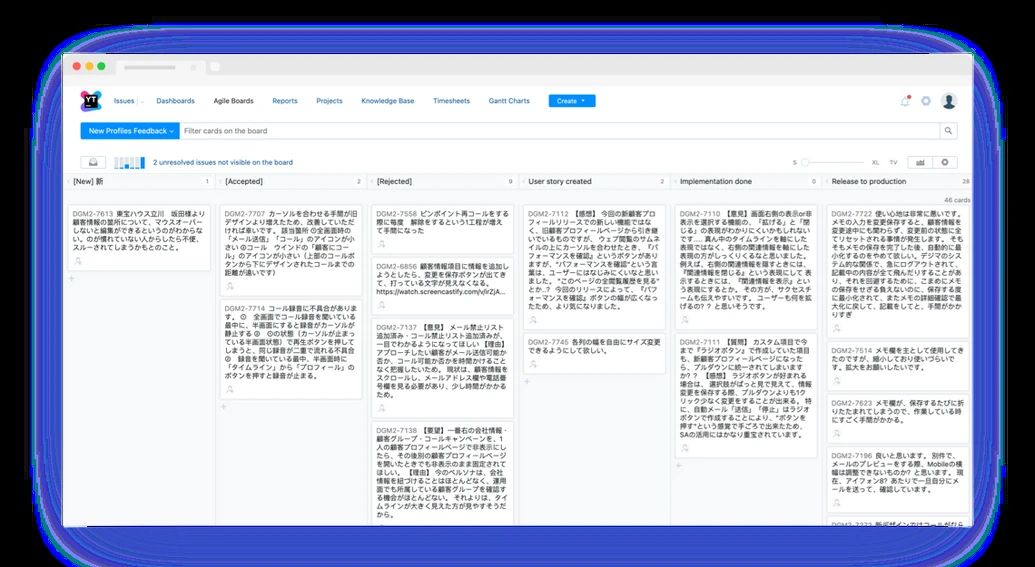 YT
Issues
Dashboards
Agile Boards
Reports
Projects
Knowledge Base
Timesheets
Gantt Charts
Create
New Profiles Feedback
Filter cards on the board
2 unresolved issues not visible on the board
S
XL
TV
[New] 新
1
[Accepted]
2
[Rejected]
9
User story created
2
Implementation done
0
Release to production
28
46 cards
DGM2-7613 東宝ハウス立川 坂田様より
顧客情報の箇所について、マウスオーバー
しないと編集ができるというのがわからな
い。のが慣れていない人からしたら不便、
スルーされてしまうかもとのこと。
DGM2-7707 カーソルを合わせる手間が旧
デザインより増えたため、改善していただ
ければ幸いです。 該当箇所 ①全画面時の
「メール送信」「コール」のアイコンが小
さい ②コール ウインドの「顧客にコー
ル」のアイコンが小さい（上部のコールボ
タンから下にデザインされたコールまでの
距離が遠いです）
DGM2-7714 コール録音に不具合がありま
す。 ① 全画面でコール録音を聞いている
最中に、半画面にすると録音がカーソルが
静止する ② ①の状態（カーソルが止まっ
ている半画面状態）で再生ボタンを押して
しまうと、同じ録音が二重で流れる不具合
③ 録音を聞いている最中、半画面時に
「タイムライン」から「プロフィール」の
ボタンを押すと録音が止まる。
DGM2-7558 ピンポイント再コールをする
際に毎度 解除をするという1工程が増え
て手間になった
DGM2-6856 顧客情報項目に情報を追加し
ようとしたら、変更を保存ボタンが出てき
て、打っている文字が見えなくなる。
DGM2-7137 【意見】 メール禁止リスト
追加済み・コール禁止リスト追加済みが、
一目でわかるようになってほしい 【理由】
アプローチしたい顧客がメール送信可能か
否か、コール可能か否かを時間かけること
なく把握したいため。 現状は、顧客情報を
スクロールし、メールアドレス欄や電話番
号欄を見る必要があり、少し時間がかかる
ため。
DGM2-7138 【要望】一番右の会社情報・
顧客グループ・コールキャンペーンを、1
人の顧客プロフィールページで非表示にし
たら、その後別の顧客プロフィールページ
を開いたときでも非表示のまま固定されて
ほしい。 【理由】 今のペルソナは、会社
情報を紐づけることはほとんどなく、運用
面でも所属している顧客グループを確認す
る機会がほとんどない。 それよりは、タイ
ムラインが大きく見えた方が見やすそうだ
から。
DGM2-7112 【感想】 今回の新顧客プロ
フィールリリースでの新しい機能ではな
く、旧顧客プロフィールページから引き継
いでいるものですが、 ウェブ閲覧のサムネ
イルの上にカーソルを合わせたとき、『パ
フォーマンスを確認』というボタンがあり
ますが、"パフォーマンスを確認"という言
葉は、ユーザーにはなじみにくいなと思い
ました。 "このページの全閲覧履歴を見る"
とか..？ 今回のリリースによって、『パフ
ォーマンスを確認』ボタンの幅が広くなっ
たため、より気になりました。
DGM2-7745 各列の幅を自由にサイズ変更
できるようにして欲しい。
DGM2-7110 【意見】画面右側の表示or非
表示を選択する機能の、「拡げる」と「閉
じる」の表現がわかりにくいかもしれない
です.... 真ん中のタイムラインを軸にした
表現ではなく、右側の関連情報を軸にした
表現の方がしっくりくるなと思いました。
例えば、右側の関連情報を隠すときには、
『関連情報を閉じる』という表現にして 表
示するときには、『関連情報を表示』とい
う表現にするとか。 その方が、サクセスチ
ームも伝えやすいです。 ユーザーも何を拡
げるの？？と思いそうです。
DGM2-7111 【質問】 カスタム項目で今
まで『ラジオボタン』で作成していた項目
も、新顧客プロフィールページになった
ら、プルダウンに統一されてしまいます
か？？ 【感想】 ラジオボタンが好まれる
場合は、 選択肢がぱっと見て見えて、情報
変更を保存する際、プルダウンよりも1ク
リック少なく変更をすることが出来る。 特
に、自動メール「送信」「停止」はラジオ
ボタンで作成することにより、"ボタンを
押す"という感覚で手ごろで出来たため、
SAの活用にはかなり重宝されています。
DGM2-7722 使い心地は非常に悪いです。
メモの入力を変更保存すると、顧客情報を
変更途中にも関わらず、変更前の状態に全
てリセットされる事情が発生します。 そも
そもメモの保存を完了した後、自動的に最
小化するのをやめて欲しい。デジマのシス
テム的な関係で、急にログアウトされて、
記載中の内容が全て飛んだりすることがあ
り、それを回避するために、こまめにメモ
の保存をせざる負えないのに、保存する度
に最小化されて、またメモの詳細確認で最
大化に戻して、記載をしてと、手間がかか
りすぎ
DGM2-7514 メモ欄を主として使用してき
たのですが、縮小しており使いづらいで
す。拡大をお願いしたいです。
DGM2-7623 メモ欄が、保存するたびに折
りたたまれてしまうので、作業している時
にすごく手間がかかる。
DGM2-7196 良いと思います。 別件で、
メールのプレビューをする際、Mobileの横
幅は調整できないものか？と思います。 現
在、アイフォン8？あたりで一旦自分にメ
ールを送って、確認しています。